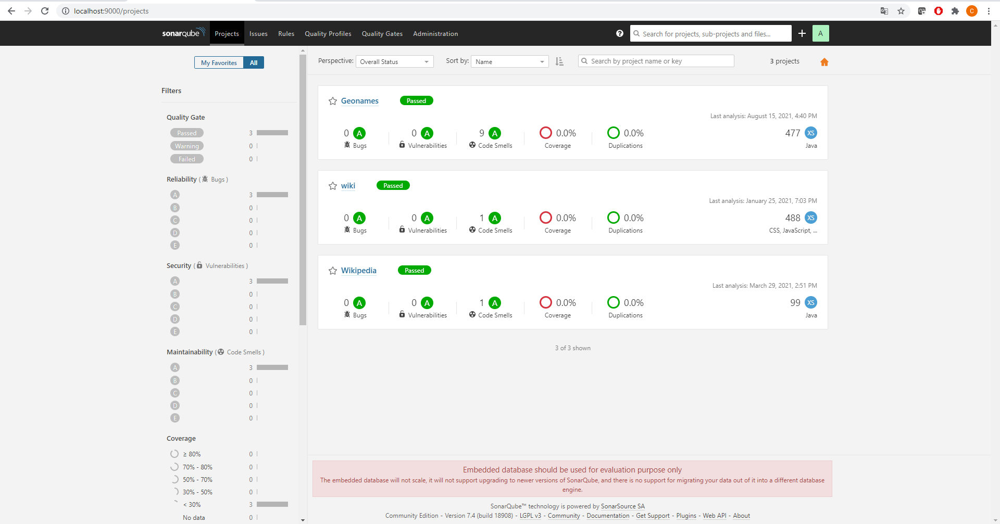 localhost:9000/projects
C
sonarqube Projects Issues Rules Quality Profiles Quality Gates Administration ? Search for projects, sub-projects and files... + A
My Favorites All
Perspective: Overall Status Sort by: Name Search by project name or key 3 projects
Filters
Quality Gate
Passed 3
Warning 0
Failed 0
Reliability ( Bugs )
A 3
B 0
C 0
D 0
E 0
Security ( Vulnerabilities )
A 3
B 0
C 0
D 0
E 0
Maintainability ( Code Smells )
A 3
B 0
C 0
D 0
E 0
Coverage
≥ 80% 0
70% - 80% 0
50% - 70% 0
30% - 50% 0
< 30% 3
No data 0
Geonames Passed
Last analysis: August 15, 2021, 4:40 PM
0 A 0 A 9 A 0.0% 0.0% 477 XS
Bugs Vulnerabilities Code Smells Coverage Duplications Java
wiki Passed
Last analysis: January 25, 2021, 7:03 PM
0 A 0 A 1 A 0.0% 0.0% 488 XS
Bugs Vulnerabilities Code Smells Coverage Duplications CSS, JavaScript, ...
Wikipedia Passed
Last analysis: March 29, 2021, 2:51 PM
0 A 0 A 1 A 0.0% 0.0% 99 XS
Bugs Vulnerabilities Code Smells Coverage Duplications Java
3 of 3 shown
Embedded database should be used for evaluation purpose only
The embedded database will not scale, it will not support upgrading to newer versions of SonarQube, and there is no support for migrating your data out of it into a different database
engine.
SonarQube™ technology is powered by SonarSource SA
Community Edition - Version 7.4 (build 18908) - LGPL v3 - Community - Documentation - Get Support - Plugins - Web API - About